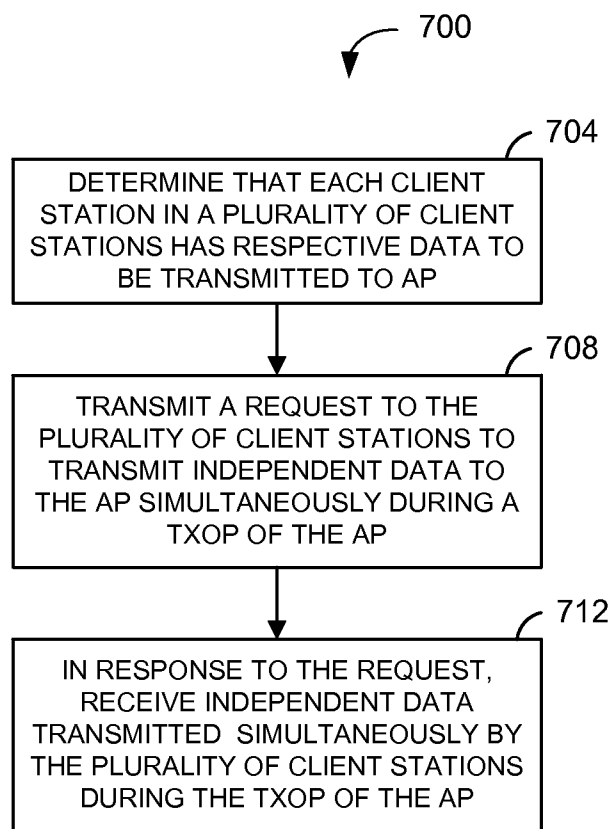 700
704
DETERMINE THAT EACH CLIENT
STATION IN A PLURALITY OF CLIENT
STATIONS HAS RESPECTIVE DATA TO
BE TRANSMITTED TO AP
708
TRANSMIT A REQUEST TO THE
PLURALITY OF CLIENT STATIONS TO
TRANSMIT INDEPENDENT DATA TO
THE AP SIMULTANEOUSLY DURING A
TXOP OF THE AP
712
IN RESPONSE TO THE REQUEST,
RECEIVE INDEPENDENT DATA
TRANSMITTED SIMULTANEOUSLY BY
THE PLURALITY OF CLIENT STATIONS
DURING THE TXOP OF THE AP